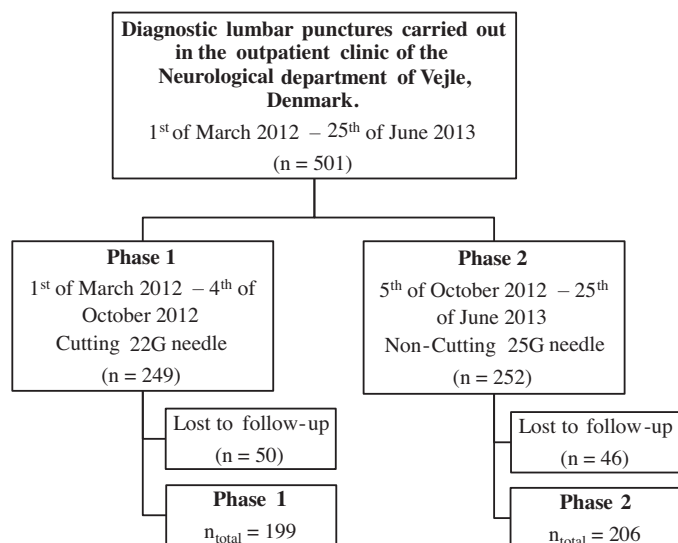 Diagnostic lumbar punctures carried out
in the outpatient clinic of the
Neurological department of Vejle,
Denmark.
1st of March 2012 – 25th of June 2013
(n = 501)
Phase 1
1st of March 2012 – 4th of
October 2012
Cutting 22G needle
(n = 249)
Phase 2
5th of October 2012 – 25th
of June 2013
Non-Cutting 25G needle
(n = 252)
Lost to follow-up
(n = 50)
Lost to follow-up
(n = 46)
Phase 1
ntotal = 199
Phase 2
ntotal = 206